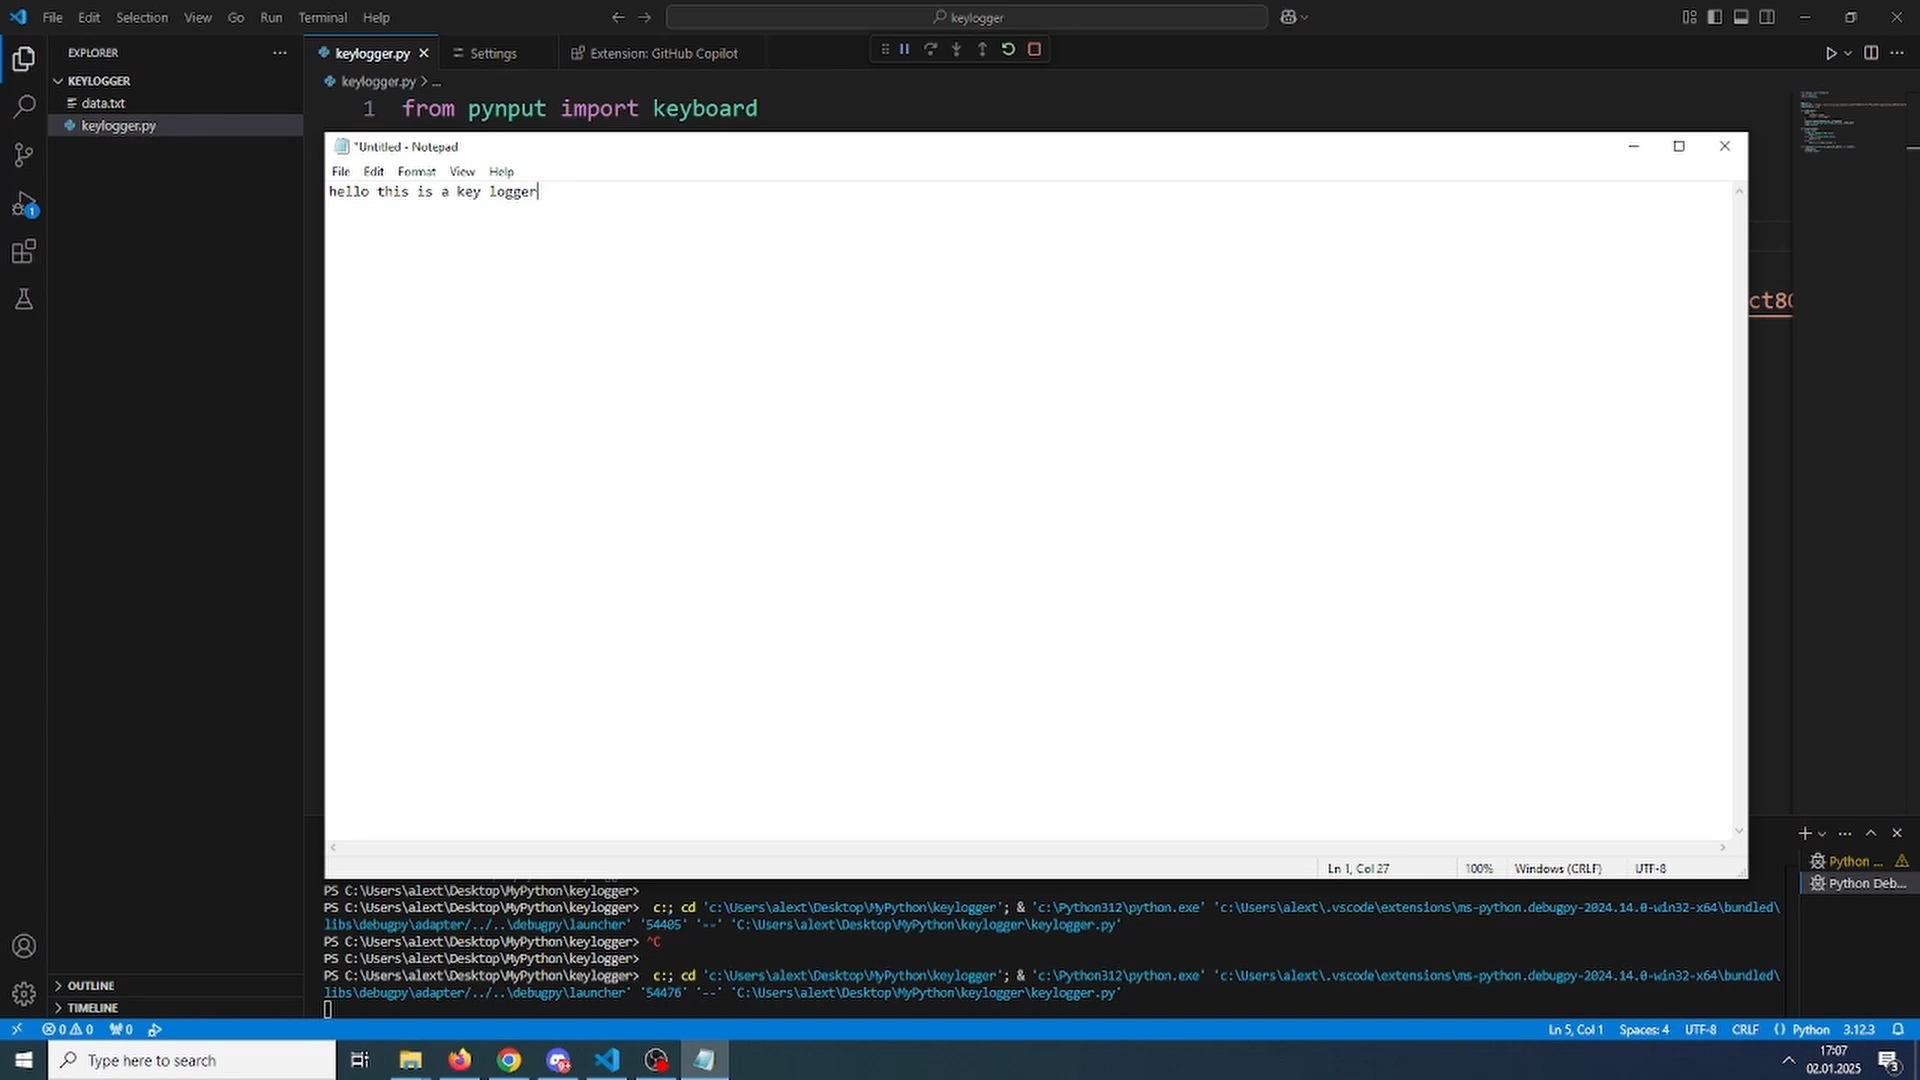 File Edit Selection View Go Run Terminal Help
keylogger
EXPLORER
keylogger.py
Settings
Extension: GitHub Copilot
KEYLOGGER
data.txt
keylogger.py
keylogger.py > ...
1 from pynput import keyboard
*Untitled - Notepad
File Edit Format View Help
hello this is a key logger
Ln 1, Col 27
100%
Windows (CRLF)
UTF-8
Python ...
Python Deb...
PS C:\Users\alext\Desktop\MyPython\keylogger>
PS C:\Users\alext\Desktop\MyPython\keylogger> c:; cd 'c:\Users\alext\Desktop\MyPython\keylogger'; & 'c:\Python312\python.exe' 'c:\Users\alext\.vscode\extensions\ms-python.debugpy-2024.14.0-win32-x64\bundled\
libs\debugpy\adapter/../..\debugpy\launcher' '54405' '--' 'C:\Users\alext\Desktop\MyPython\keylogger\keylogger.py'
PS C:\Users\alext\Desktop\MyPython\keylogger> ^C
PS C:\Users\alext\Desktop\MyPython\keylogger>
PS C:\Users\alext\Desktop\MyPython\keylogger> c:; cd 'c:\Users\alext\Desktop\MyPython\keylogger'; & 'c:\Python312\python.exe' 'c:\Users\alext\.vscode\extensions\ms-python.debugpy-2024.14.0-win32-x64\bundled\
libs\debugpy\adapter/../..\debugpy\launcher' '54476' '--' 'C:\Users\alext\Desktop\MyPython\keylogger\keylogger.py'
OUTLINE
TIMELINE
0 0 0
Ln 5, Col 1 Spaces: 4 UTF-8 CRLF {} Python 3.12.3
Type here to search
17:07
02.01.2025